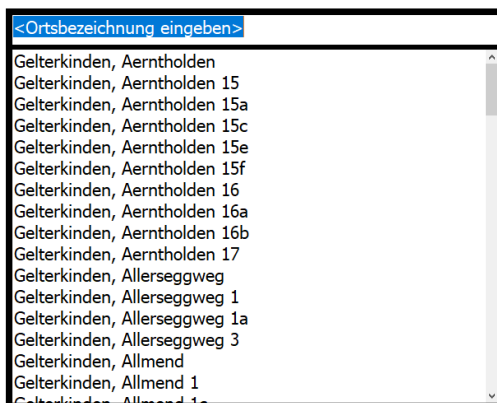 <Ortsbezeichnung eingeben>
Gelterkinden, Aerntholden
Gelterkinden, Aerntholden 15
Gelterkinden, Aerntholden 15a
Gelterkinden, Aerntholden 15c
Gelterkinden, Aerntholden 15e
Gelterkinden, Aerntholden 15f
Gelterkinden, Aerntholden 16
Gelterkinden, Aerntholden 16a
Gelterkinden, Aerntholden 16b
Gelterkinden, Aerntholden 17
Gelterkinden, Allerseggweg
Gelterkinden, Allerseggweg 1
Gelterkinden, Allerseggweg 1a
Gelterkinden, Allerseggweg 3
Gelterkinden, Allmend
Gelterkinden, Allmend 1
Gelterkinden, Allmend